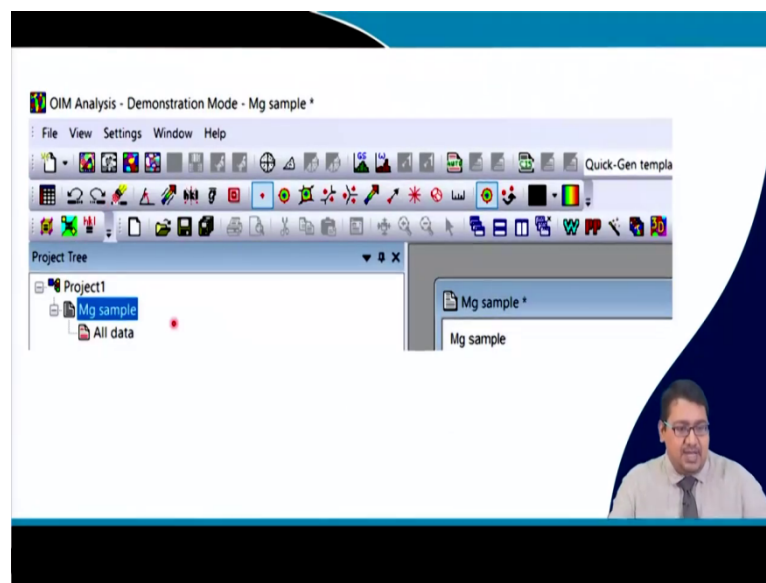 OIM Analysis - Demonstration Mode - Mg sample *
File View Settings Window Help
Quick-Gen templa
Project Tree
Project1
Mg sample
All data
Mg sample *
Mg sample